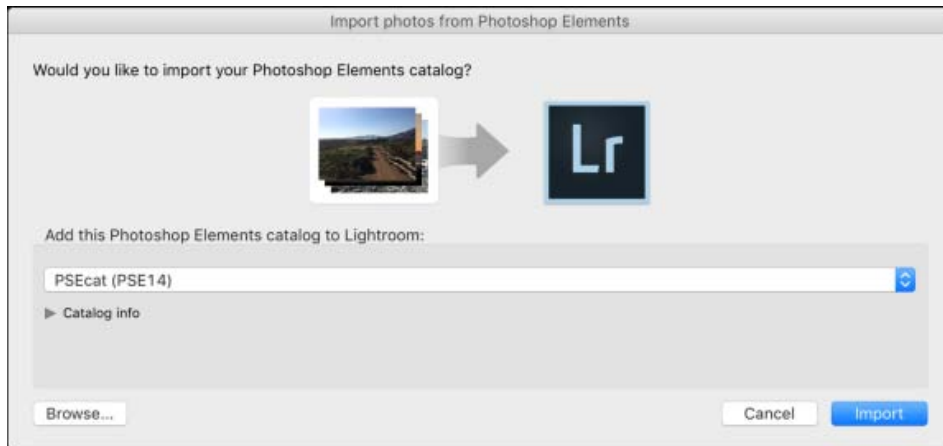 Import photos from Photoshop Elements
Would you like to import your Photoshop Elements catalog?
Lr
Add this Photoshop Elements catalog to Lightroom:
PSEcat (PSE14)
Catalog info
Browse...
Cancel
Import